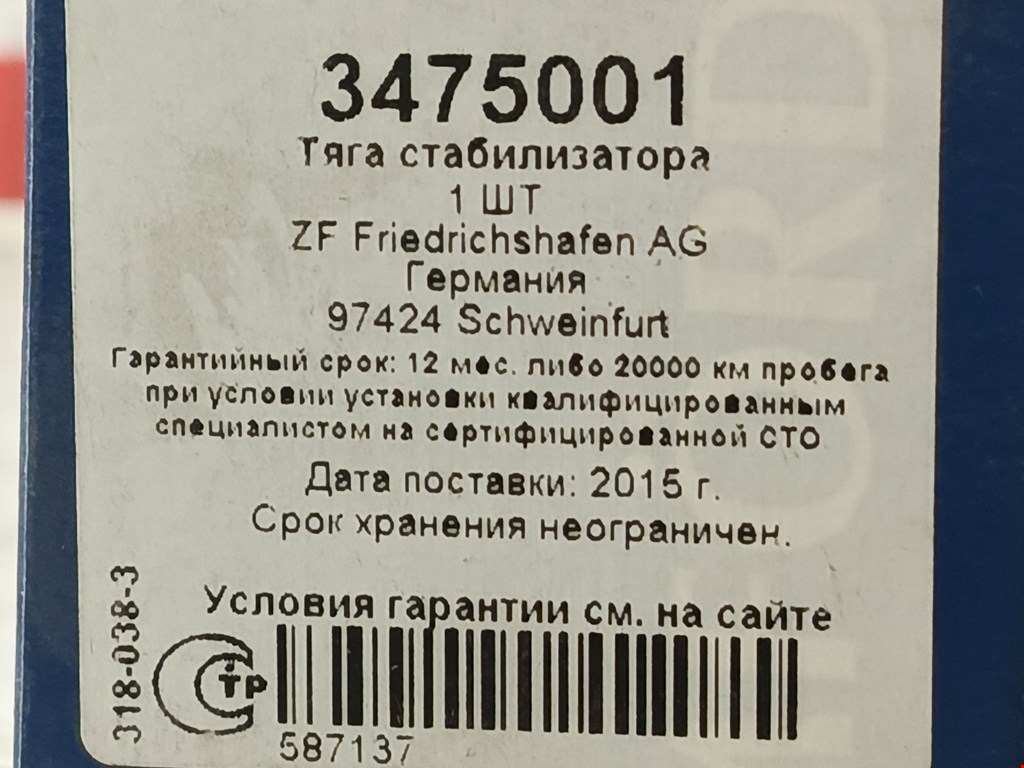 3475001
Тяга стабилизатора
1 ШТ
ZF Friedrichshafen AG
Германия
97424 Schweinfurt
Гарантийный срок: 12 мес. либо 20000 км пробега
при условии установки квалифицированным
специалистом на сертифицированной СТО
Дата поставки: 2015 г.
Срок хранения неограничен.
Условия гарантии см. на сайте
318-038-3
СТР
587137